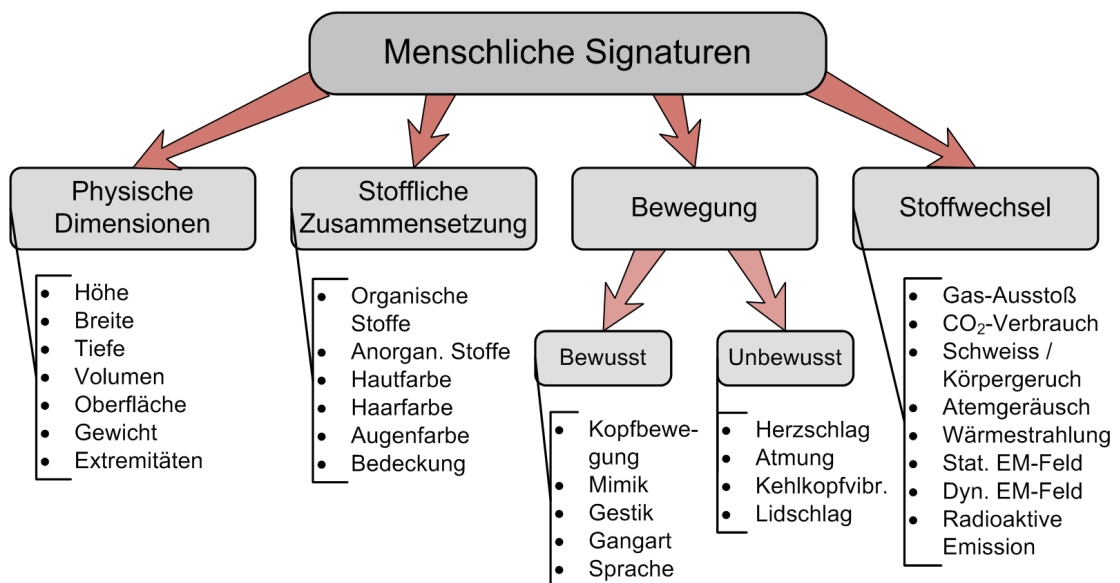 Menschliche Signaturen
Physische
Dimensionen
• Höhe
• Breite
• Tiefe
• Volumen
• Oberfläche
• Gewicht
• Extremitäten
Stoffliche
Zusammensetzung
• Organische
Stoffe
• Anorgan. Stoffe
• Hautfarbe
• Haarfarbe
• Augenfarbe
• Bedeckung
Bewegung
Bewusst
• Kopfbewe-
gung
• Mimik
• Gestik
• Gangart
• Sprache
Unbewusst
• Herzschlag
• Atmung
• Kehlkopfvibr.
• Lidschlag
Stoffwechsel
• Gas-Ausstoß
• CO₂-Verbrauch
• Schweiss /
Körpergeruch
• Atemgeräusch
• Wärmestrahlung
• Stat. EM-Feld
• Dyn. EM-Feld
• Radioaktive
Emission